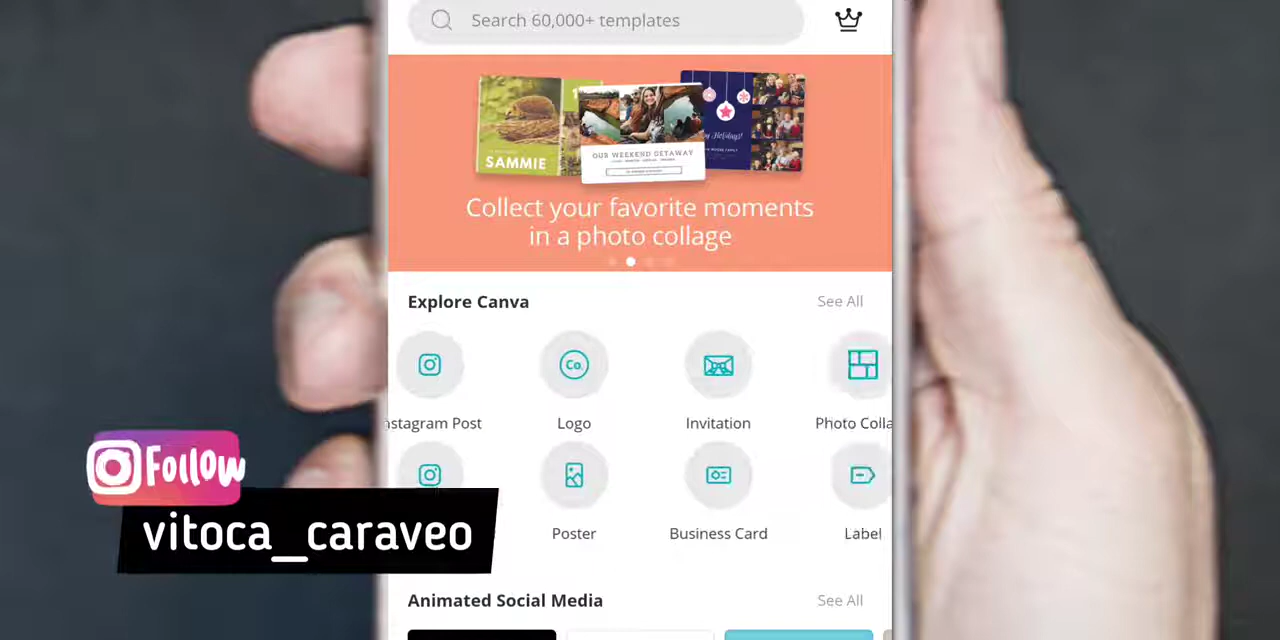 Search 60,000+ templates
SAMMIE
OUR WEEKEND GETAWAY
Collect your favorite moments
in a photo collage
Explore Canva
See All
nstagram Post
Logo
Invitation
Photo Colla
Co.
Poster
Business Card
Label
Follow
vitoca_caraveo
Animated Social Media
See All